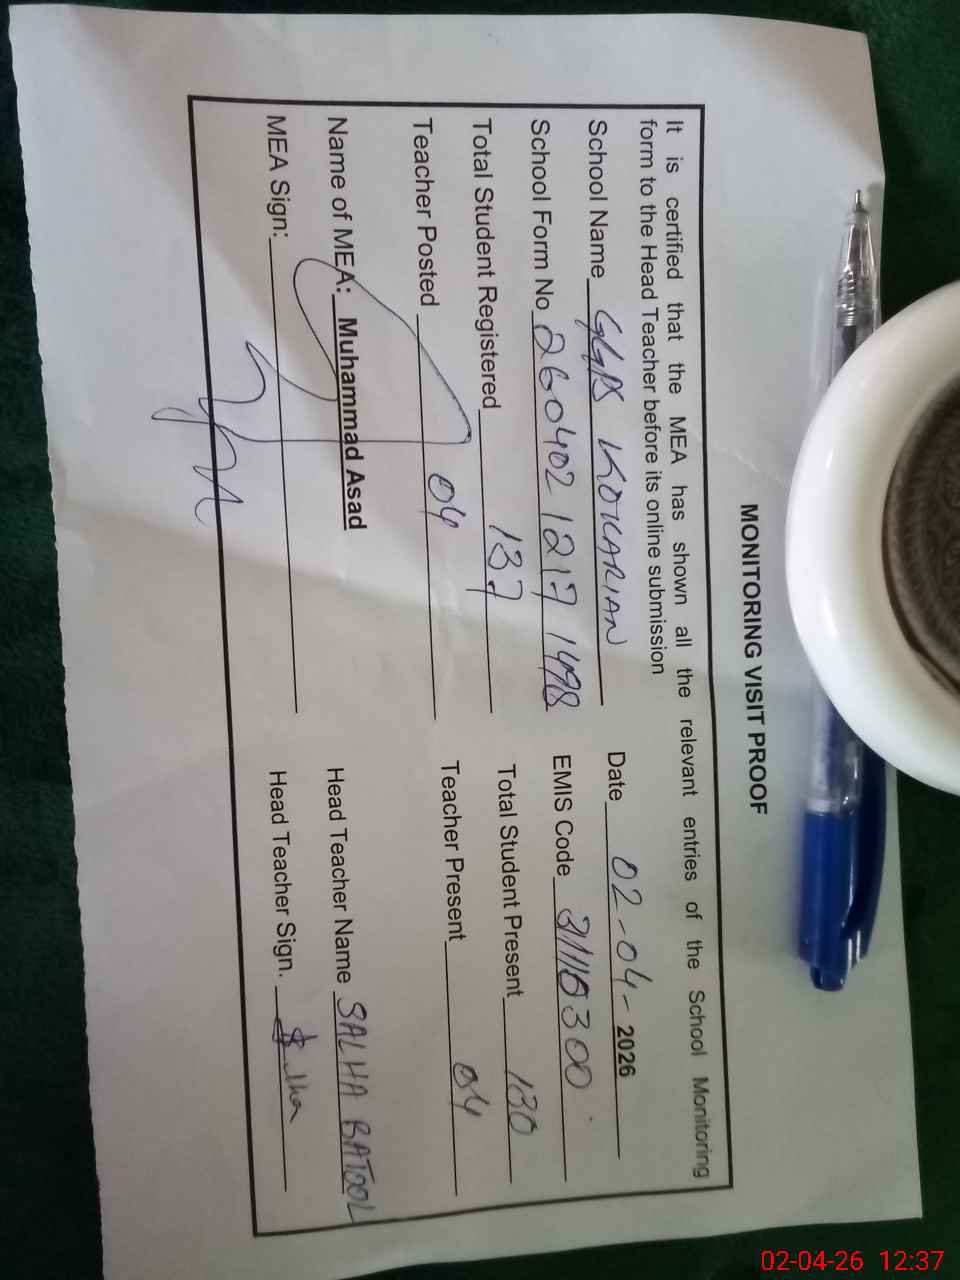 MONITORING VISIT PROOF
It is certified that the MEA has shown all the relevant entries of the School Monitoring
form to the Head Teacher before its online submission
School Name GGPS KOTARIAN Date 02-04-2026
School Form No 260402 1217 1498 EMIS Code 31110300
Total Student Registered 137 Total Student Present 130
Teacher Posted 04 Teacher Present 04
Name of MEA: Muhammad Asad Head Teacher Name SALHA BATOOL
MEA Sign: Head Teacher Sign. Salha
02-04-26 12:37